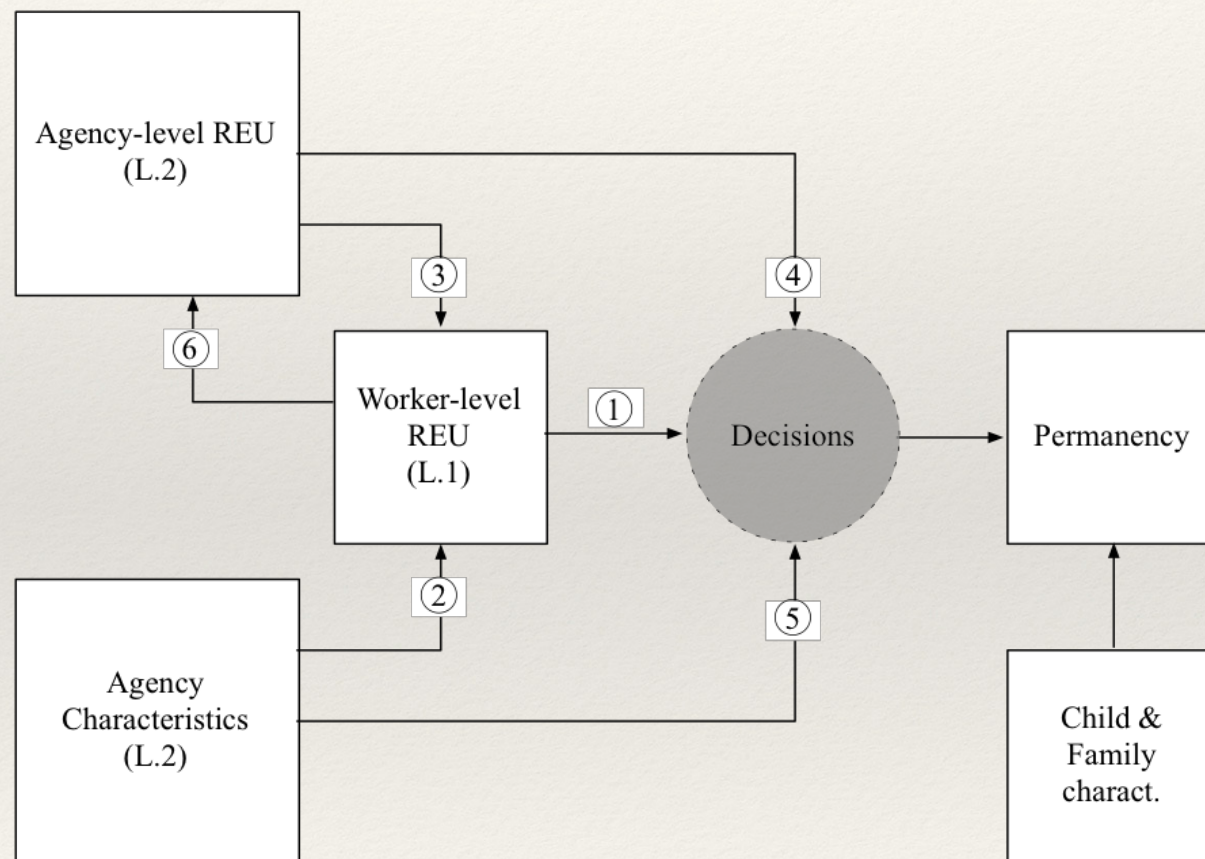 Agency-level REU
(L.2)
③
④
⑥
Worker-level
REU
(L.1)
①
Decisions
Permanency
②
⑤
Agency
Characteristics
(L.2)
Child &
Family
charact.